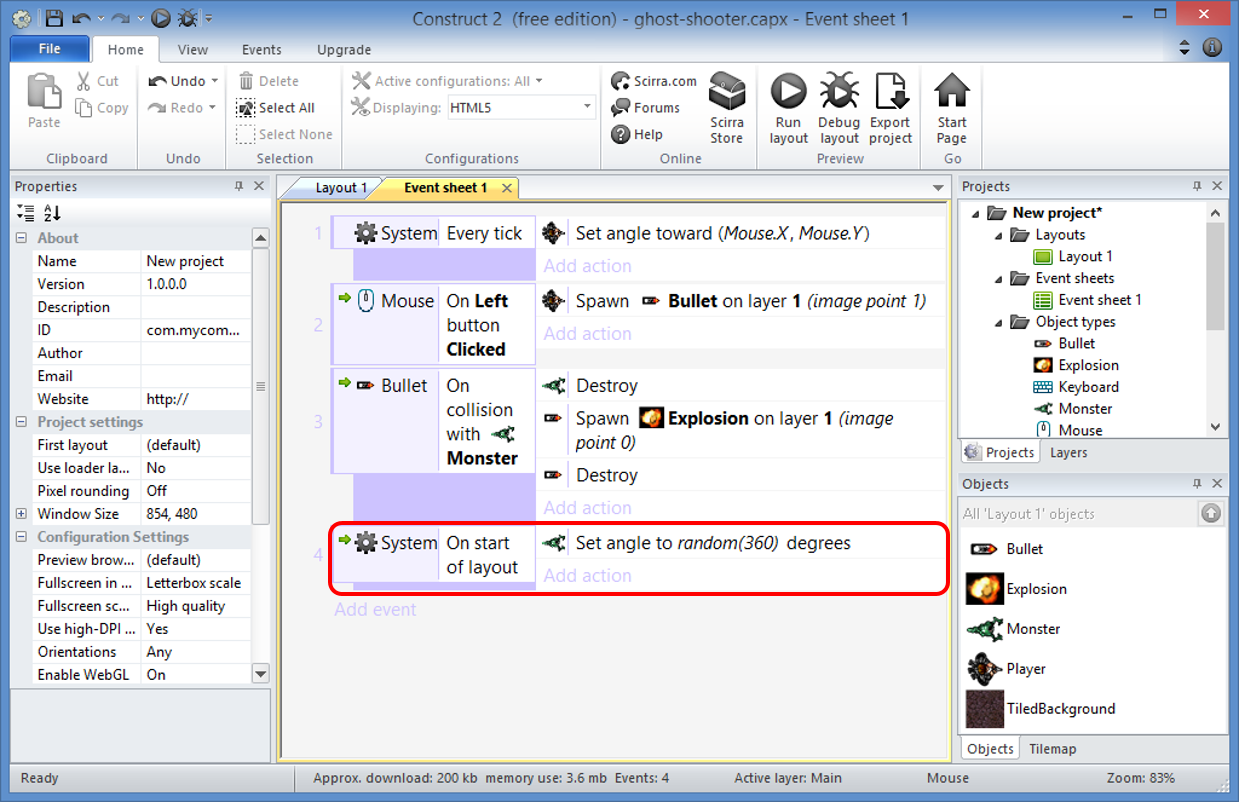 Construct 2  (free edition) - ghost-shooter.capx - Event sheet 1
File Home View Events Upgrade
Paste
Cut
Copy
Clipboard
Undo
Redo
Undo
Delete
Select All
Select None
Selection
Active configurations: All
Displaying: HTML5
Configurations
Scirra.com
Forums
Help
Scirra
Store
Online
Run
layout
Debug
layout
Export
project
Preview
Start
Page
Go
Properties
About
Name New project
Version 1.0.0.0
Description
ID com.mycom...
Author
Email
Website http://
Project settings
First layout (default)
Use loader la... No
Pixel rounding Off
Window Size 854, 480
Configuration Settings
Preview brow... (default)
Fullscreen in ... Letterbox scale
Fullscreen sc... High quality
Use high-DPI ... Yes
Orientations Any
Enable WebGL On
Layout 1 Event sheet 1
1 System Every tick Set angle toward (Mouse.X, Mouse.Y)
Add action
2 Mouse On Left
button
Clicked
Spawn Bullet on layer 1 (image point 1)
Add action
3 Bullet On
collision
with
Monster
Destroy
Spawn Explosion on layer 1 (image
point 0)
Destroy
Add action
4 System On start
of layout
Set angle to random(360) degrees
Add action
Add event
Projects
New project*
Layouts
Layout 1
Event sheets
Event sheet 1
Object types
Bullet
Explosion
Keyboard
Monster
Mouse
Projects Layers
Objects
All 'Layout 1' objects
Bullet
Explosion
Monster
Player
TiledBackground
Objects Tilemap
Ready Approx. download: 200 kb  memory use: 3.6 mb  Events: 4 Active layer: Main Mouse Zoom: 83%